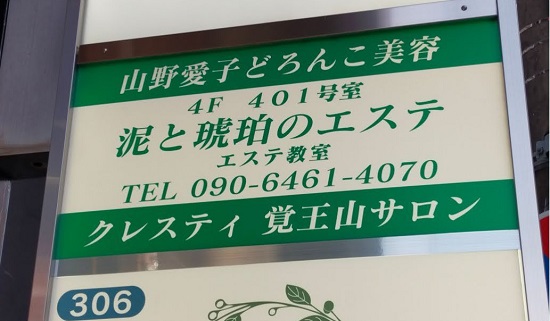 山野愛子どろんこ美容
4F 401号室
泥と琥珀のエステ
エステ教室
TEL 090-6461-4070
クレスティ 覚王山サロン
306